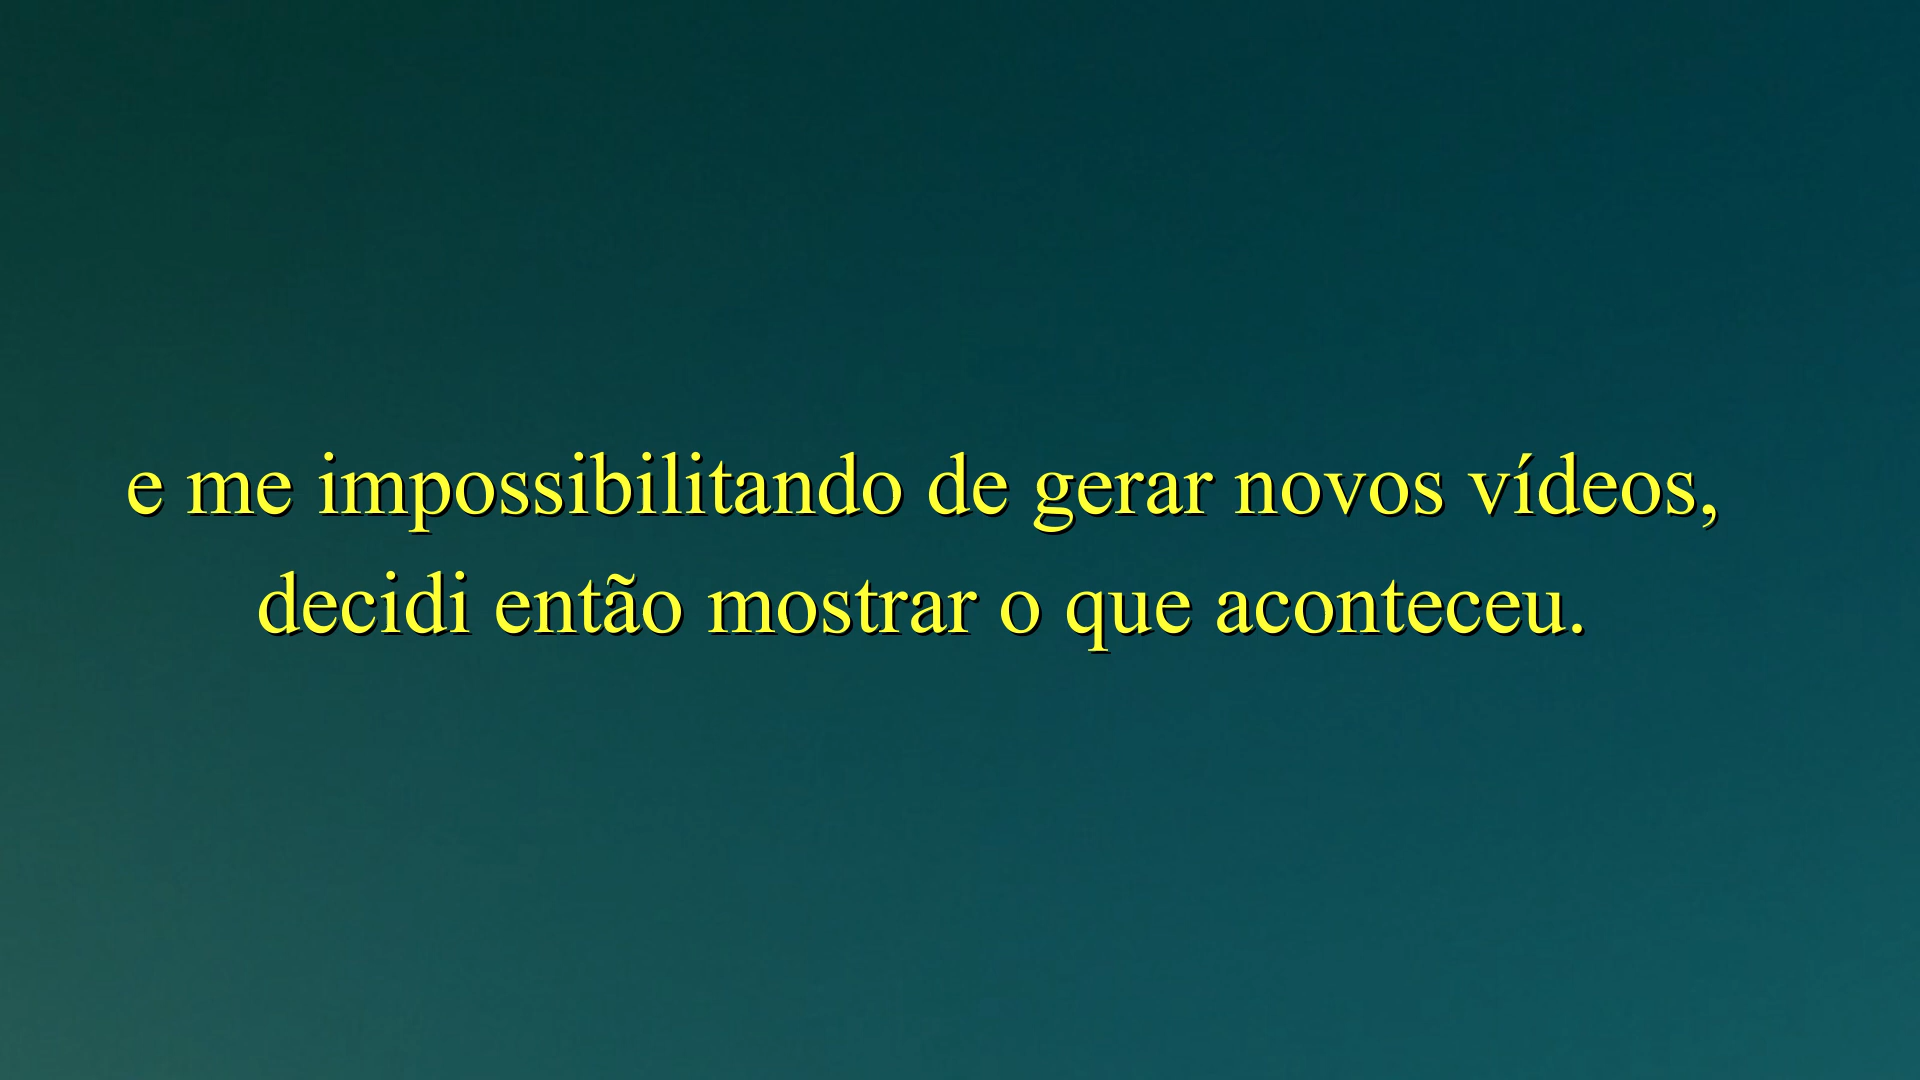 e me impossibilitando de gerar novos vídeos,
decidi então mostrar o que aconteceu.